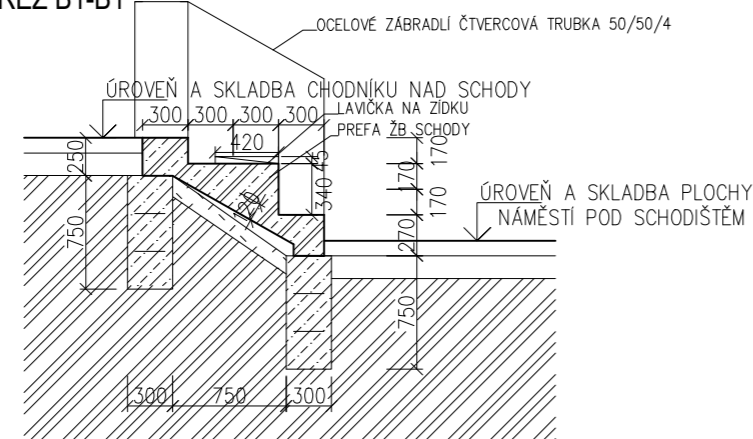 ŘEZ B1-B1
OCELOVÉ ZÁBRADLÍ ČTVERCOVÁ TRUBKA 50/50/4
ÚROVEŇ A SKLADBA CHODNÍKU NAD SCHODY
300 300 300 300
LAVIČKA NA ZÍDKU
PREFA ŽB SCHODY
420
45
340
250
750
170
170
170
270
750
ÚROVEŇ A SKLADBA PLOCHY
NÁMĚSTÍ POD SCHODIŠTĚM
300 750 300